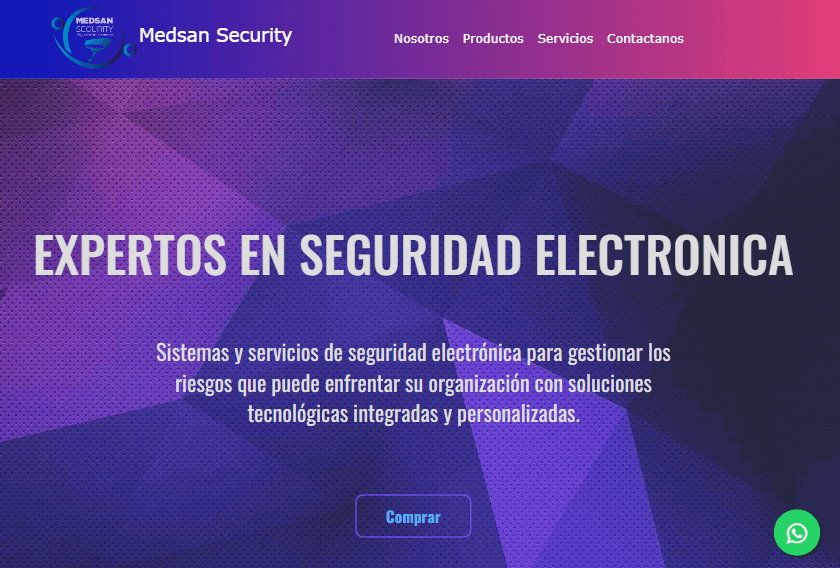 MEDSAN
SECURITY
Medsan Security
Nosotros Productos Servicios Contactanos
EXPERTOS EN SEGURIDAD ELECTRONICA
Sistemas y servicios de seguridad electrónica para gestionar los
riesgos que puede enfrentar su organización con soluciones
tecnológicas integradas y personalizadas.
Comprar